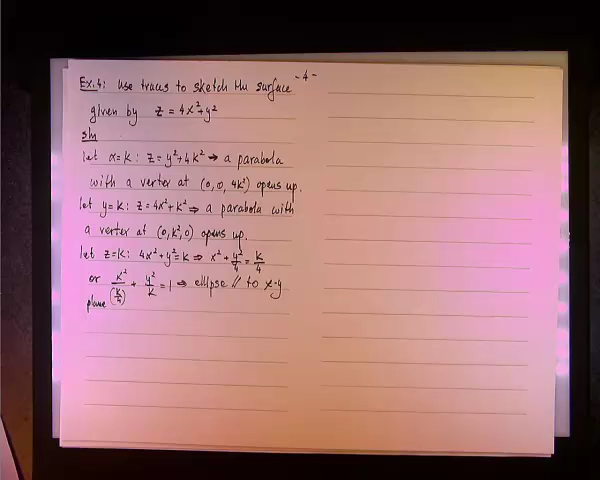 -4-
Ex.4: Use traces to sketch the surface
given by z = 4x²+y²
Sln
let x=k: z = y²+4k² → a parabola
with a vertex at (0, 0, 4k²) opens up.
let y=k: z = 4x²+k² ⇒ a parabola with
a vertex at (0, k², 0) opens up.
let z=k: 4x²+y²=k ⇒ x²+y²/4 = k/4
or x²/(k/4) + y²/k = 1 ⇒ ellipse // to x-y
plane